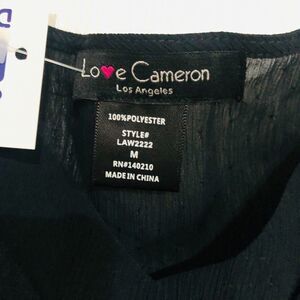 Love Cameron
Los Angeles
100%POLYESTER
STYLE#
LAW2222
M
RN#140210
MADE IN CHINA